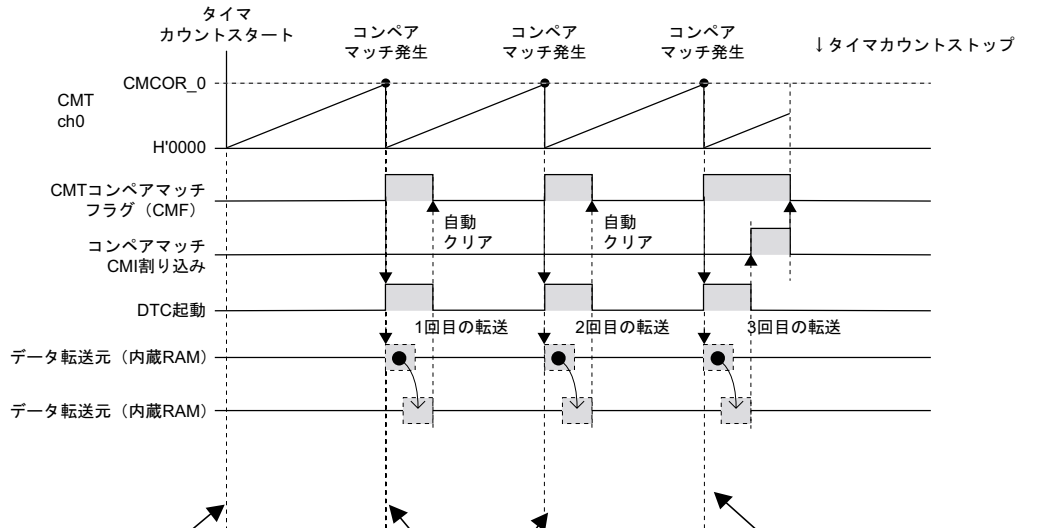 タイマ
カウントスタート
コンペア
マッチ発生
コンペア
マッチ発生
コンペア
マッチ発生
↓タイマカウントストップ
CMCOR_0
CMT
ch0
H'0000
CMTコンペアマッチ
フラグ（CMF）
自動
クリア
自動
クリア
コンペアマッチ
CMI割り込み
DTC起動
1回目の転送
2回目の転送
3回目の転送
データ転送元（内蔵RAM）
データ転送元（内蔵RAM）